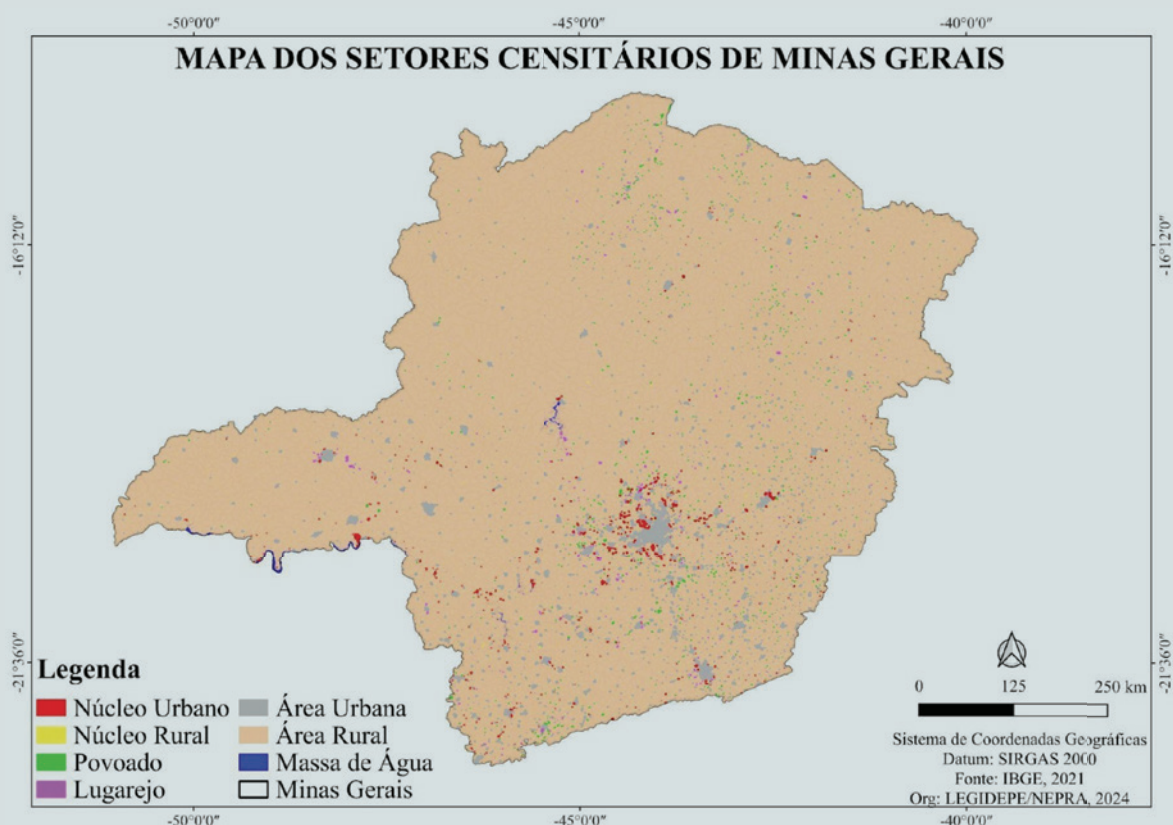 -50°0'0" -45°0'0" -40°0'0"
MAPA DOS SETORES CENSITÁRIOS DE MINAS GERAIS
-16°12'0" -16°12'0"
-21°36'0" -21°36'0"
Legenda
Núcleo Urbano
Núcleo Rural
Povoado
Lugarejo
Área Urbana
Área Rural
Massa de Água
Minas Gerais
0 125 250 km
Sistema de Coordenadas Geográficas
Datum: SIRGAS 2000
Fonte: IBGE, 2021
Org: LEGIDEPE/NEPRA, 2024
-50°0'0" -45°0'0" -40°0'0"